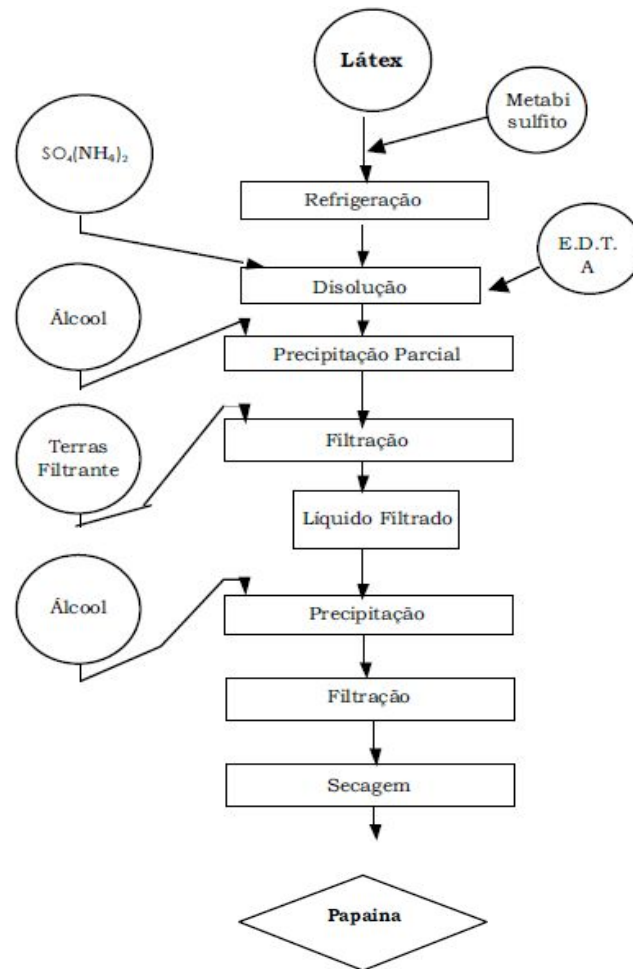 Látex
Metabi
sulfito
SO₄(NH₄)₂
Refrigeração
E.D.T.
A
Disolução
Álcool
Precipitação Parcial
Terras
Filtrante
Filtração
Líquido Filtrado
Álcool
Precipitação
Filtração
Secagem
Papaina